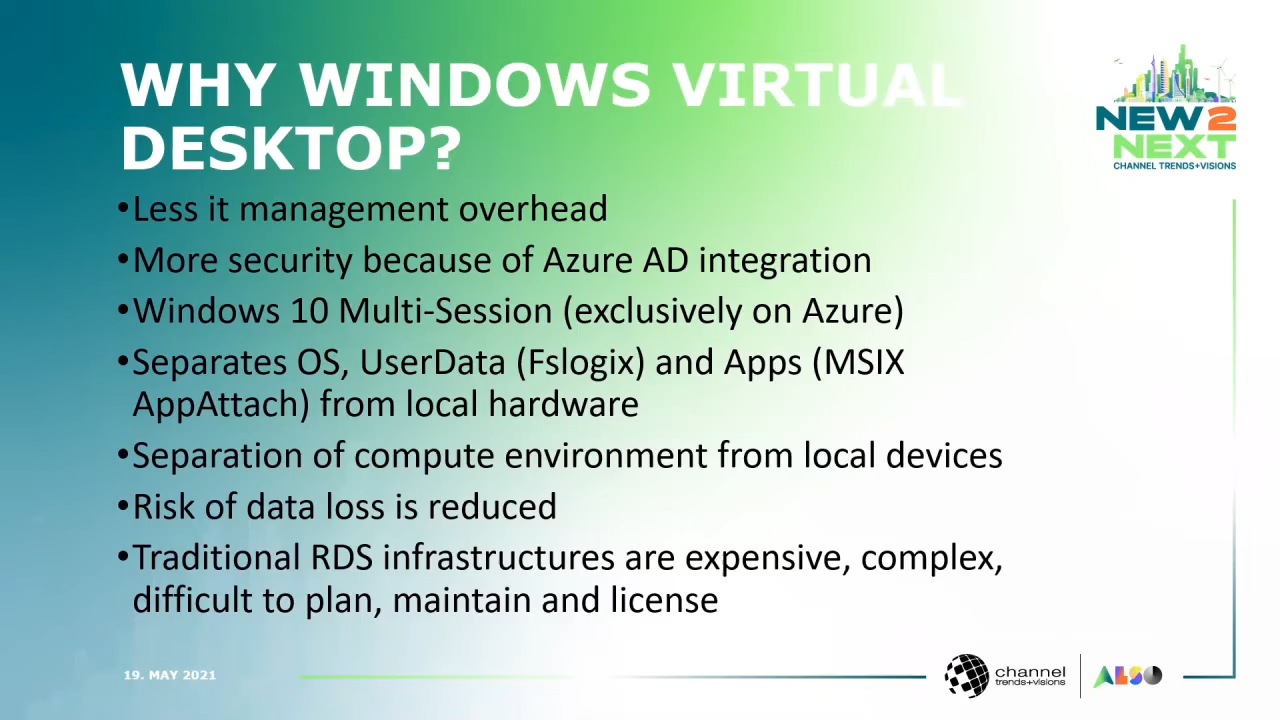 WHY WINDOWS VIRTUAL
DESKTOP?
NEW2
NEXT
CHANNEL TRENDS+VISIONS
•Less it management overhead
•More security because of Azure AD integration
•Windows 10 Multi-Session (exclusively on Azure)
•Separates OS, UserData (Fslogix) and Apps (MSIX
AppAttach) from local hardware
•Separation of compute environment from local devices
•Risk of data loss is reduced
•Traditional RDS infrastructures are expensive, complex,
difficult to plan, maintain and license
19. MAY 2021
channel
trends+visions
ALSO